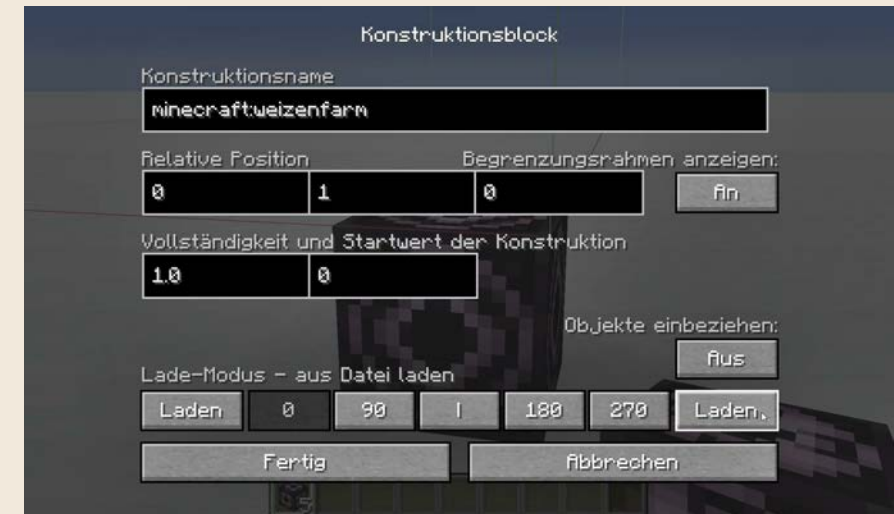 Konstruktionsblock
Konstruktionsname
minecraft:weizenfarm
Relative Position Begrenzungsrahmen anzeigen:
0 1 0 An
Vollständigkeit und Startwert der Konstruktion
1.0 0
Objekte einbeziehen:
Aus
Lade-Modus – aus Datei laden
Laden 0 90 | 180 270 Laden.
Fertig Abbrechen
5